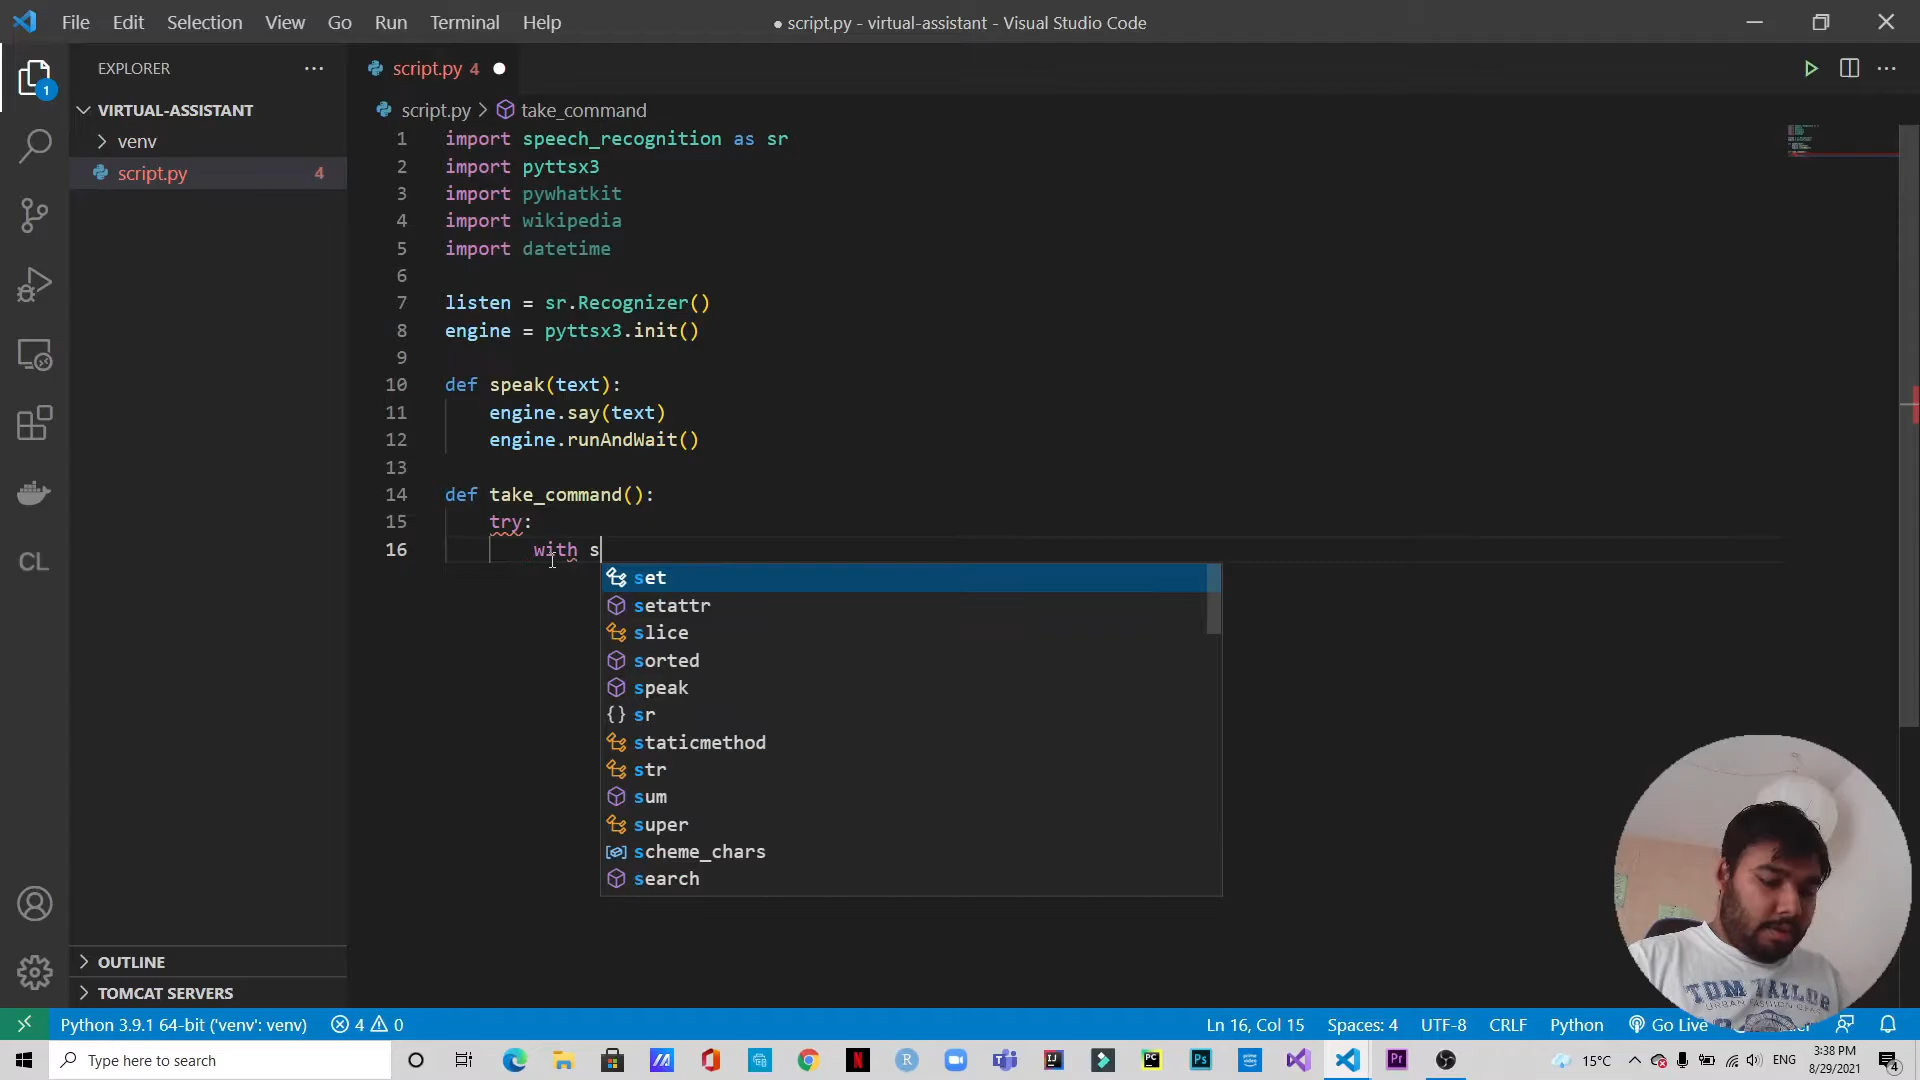 File Edit Selection View Go Run Terminal Help
● script.py - virtual-assistant - Visual Studio Code
EXPLORER
script.py 4
VIRTUAL-ASSISTANT
venv
script.py 4
script.py > take_command
1 import speech_recognition as sr
2 import pyttsx3
3 import pywhatkit
4 import wikipedia
5 import datetime
6
7 listen = sr.Recognizer()
8 engine = pyttsx3.init()
9
10 def speak(text):
11 engine.say(text)
12 engine.runAndWait()
13
14 def take_command():
15 try:
16 with s
set
setattr
slice
sorted
speak
{} sr
staticmethod
str
sum
super
scheme_chars
search
1
CL
OUTLINE
TOMCAT SERVERS
TOM TAILOR
Python 3.9.1 64-bit ('venv': venv) 4 0
Ln 16, Col 15 Spaces: 4 UTF-8 CRLF Python Go Live
Type here to search
15°C ENG
3:38 PM
8/29/2021
4